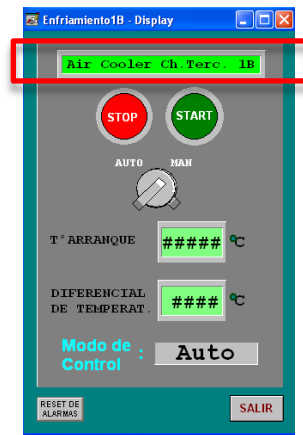 Enfriamiento1B - Display
Air Cooler Ch.Terc. 1B
STOP START
AUTO MAN
T°ARRANQUE ##### °C
DIFERENCIAL
DE TEMPERAT. #### °C
Modo de
Control : Auto
RESET DE
ALARMAS
SALIR